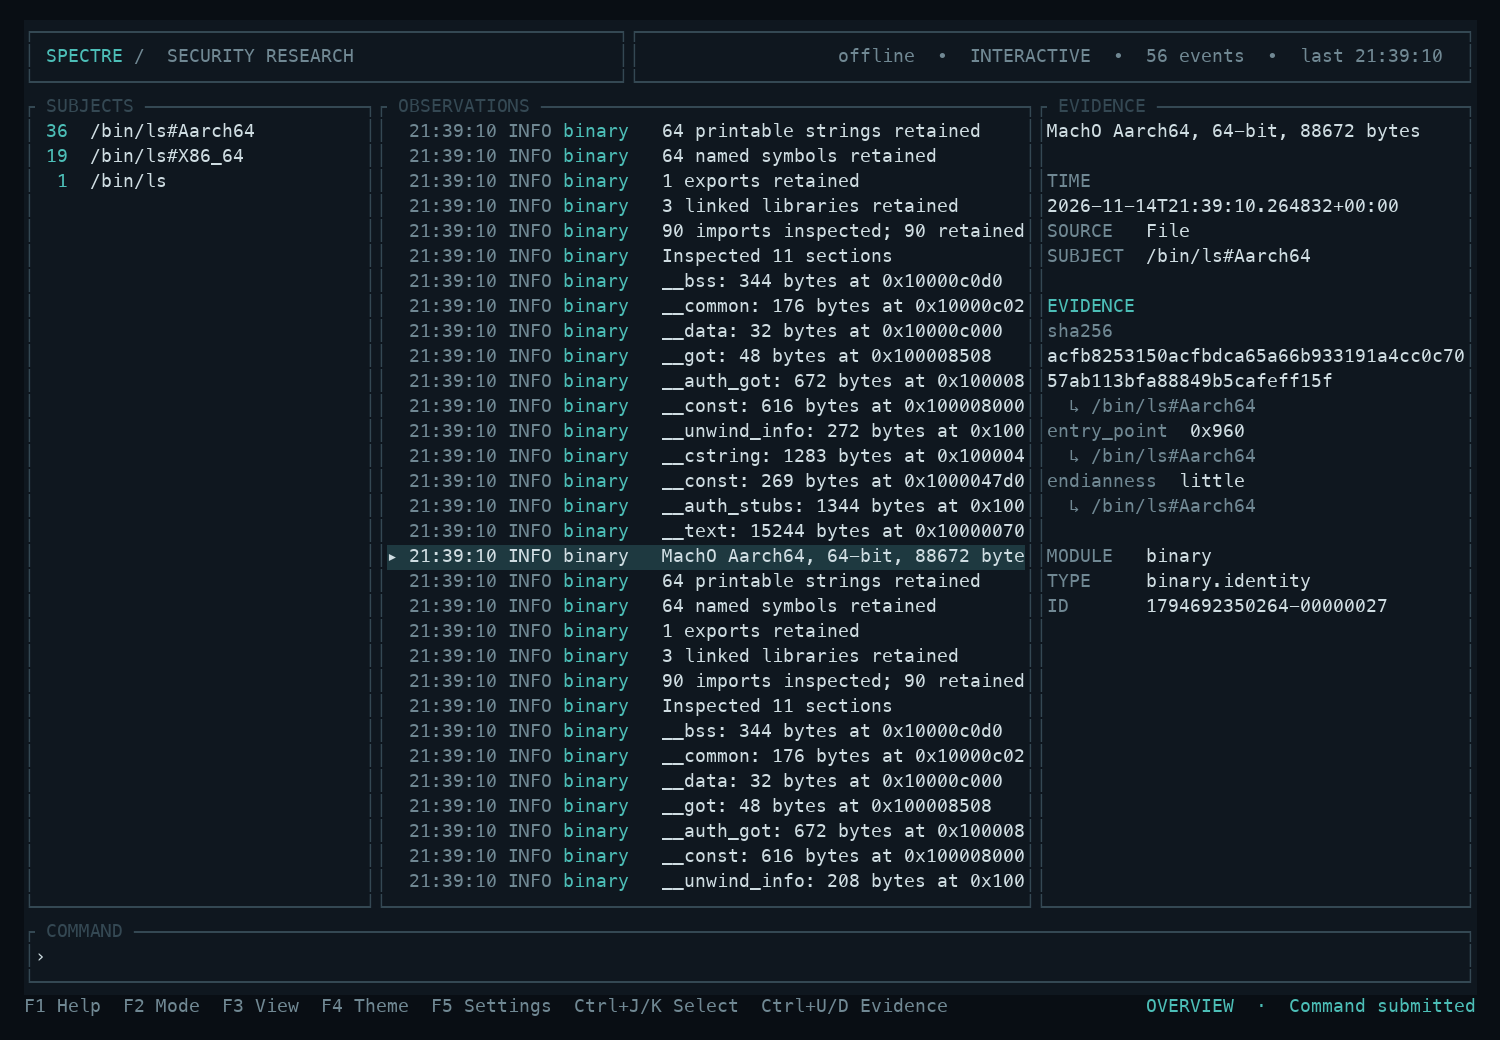 SPECTRE /  SECURITY RESEARCH
offline  •  INTERACTIVE  •  56 events  •  last 21:39:10
SUBJECTS
36  /bin/ls#Aarch64
19  /bin/ls#X86_64
1  /bin/ls
OBSERVATIONS
21:39:10 INFO binary   64 printable strings retained
21:39:10 INFO binary   64 named symbols retained
21:39:10 INFO binary   1 exports retained
21:39:10 INFO binary   3 linked libraries retained
21:39:10 INFO binary   90 imports inspected; 90 retained
21:39:10 INFO binary   Inspected 11 sections
21:39:10 INFO binary   __bss: 344 bytes at 0x10000c0d0
21:39:10 INFO binary   __common: 176 bytes at 0x10000c02
21:39:10 INFO binary   __data: 32 bytes at 0x10000c000
21:39:10 INFO binary   __got: 48 bytes at 0x100008508
21:39:10 INFO binary   __auth_got: 672 bytes at 0x100008
21:39:10 INFO binary   __const: 616 bytes at 0x100008000
21:39:10 INFO binary   __unwind_info: 272 bytes at 0x100
21:39:10 INFO binary   __cstring: 1283 bytes at 0x100004
21:39:10 INFO binary   __const: 269 bytes at 0x1000047d0
21:39:10 INFO binary   __auth_stubs: 1344 bytes at 0x100
21:39:10 INFO binary   __text: 15244 bytes at 0x10000070
▸ 21:39:10 INFO binary   MachO Aarch64, 64-bit, 88672 byte
21:39:10 INFO binary   64 printable strings retained
21:39:10 INFO binary   64 named symbols retained
21:39:10 INFO binary   1 exports retained
21:39:10 INFO binary   3 linked libraries retained
21:39:10 INFO binary   90 imports inspected; 90 retained
21:39:10 INFO binary   Inspected 11 sections
21:39:10 INFO binary   __bss: 344 bytes at 0x10000c0d0
21:39:10 INFO binary   __common: 176 bytes at 0x10000c02
21:39:10 INFO binary   __data: 32 bytes at 0x10000c000
21:39:10 INFO binary   __got: 48 bytes at 0x100008508
21:39:10 INFO binary   __auth_got: 672 bytes at 0x100008
21:39:10 INFO binary   __const: 616 bytes at 0x100008000
21:39:10 INFO binary   __unwind_info: 208 bytes at 0x100
EVIDENCE
MachO Aarch64, 64-bit, 88672 bytes
TIME
2026-11-14T21:39:10.264832+00:00
SOURCE   File
SUBJECT  /bin/ls#Aarch64
EVIDENCE
sha256
acfb8253150acfbdca65a66b933191a4cc0c70
57ab113bfa88849b5cafeff15f
↳ /bin/ls#Aarch64
entry_point  0x960
↳ /bin/ls#Aarch64
endianness  little
↳ /bin/ls#Aarch64
MODULE   binary
TYPE     binary.identity
ID       1794692350264-00000027
COMMAND
›
F1 Help  F2 Mode  F3 View  F4 Theme  F5 Settings  Ctrl+J/K Select  Ctrl+U/D Evidence
OVERVIEW  ·  Command submitted